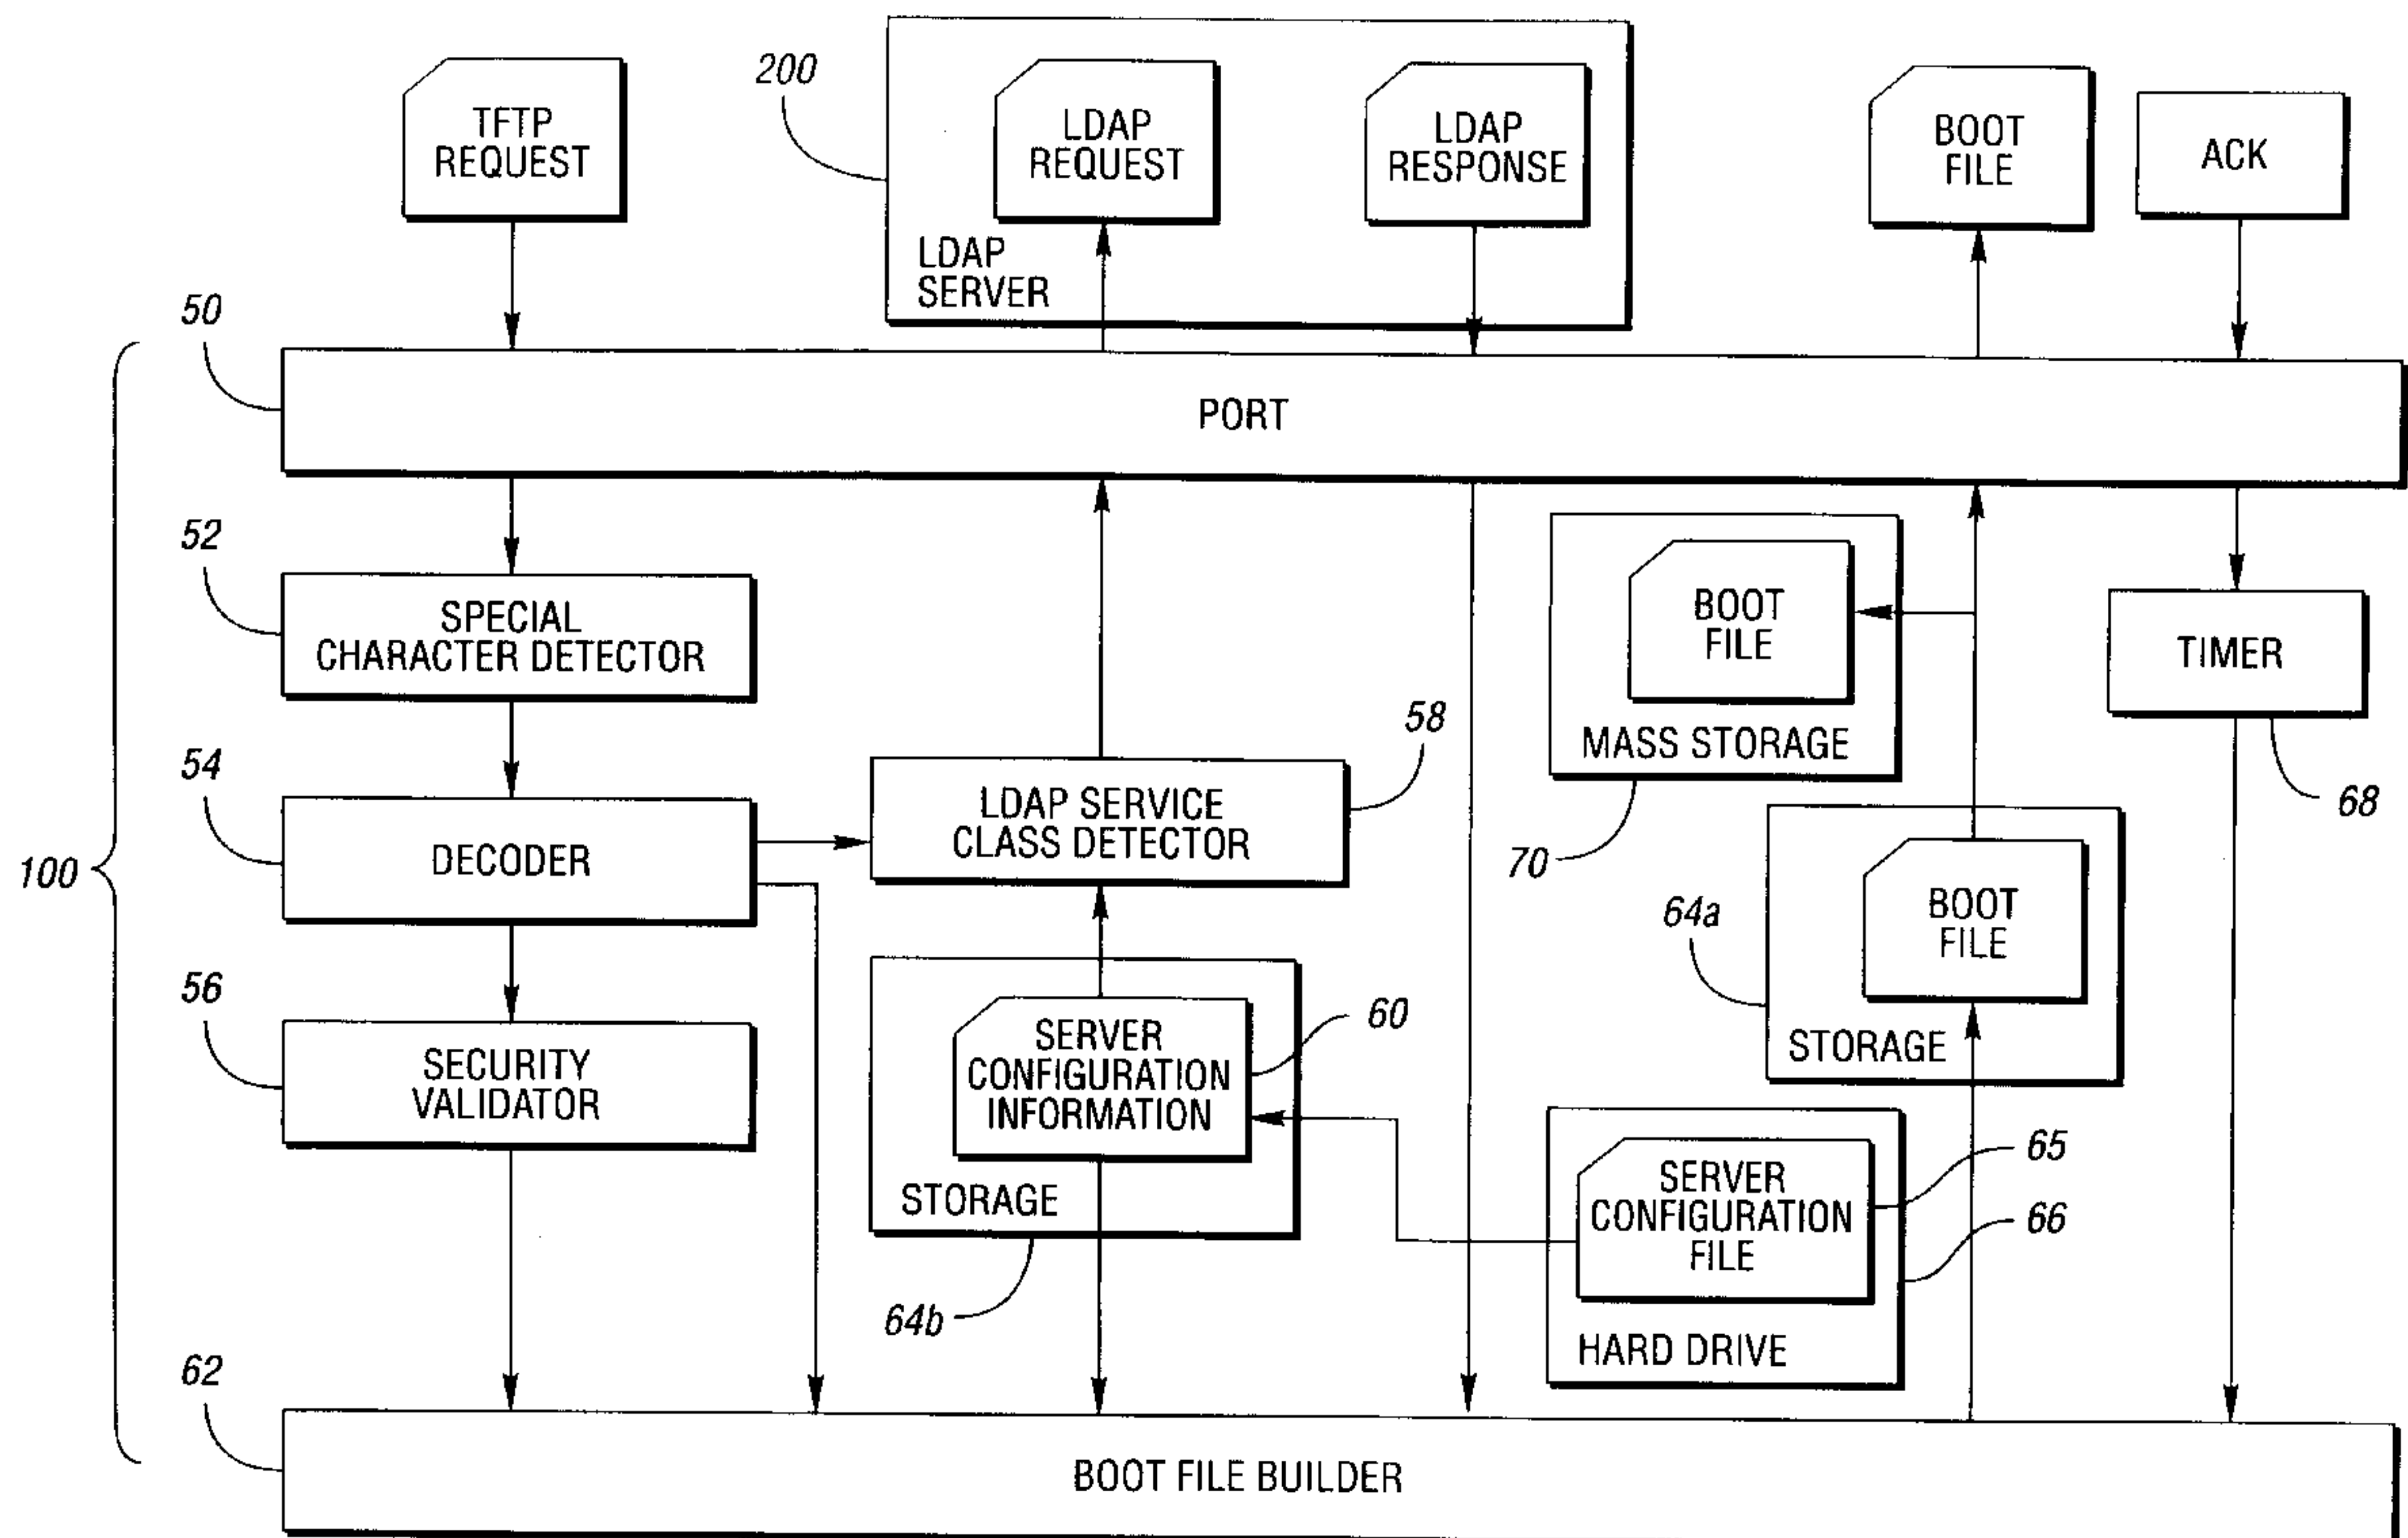 200
TFTP
REQUEST
LDAP
REQUEST
LDAP
RESPONSE
LDAP
SERVER
BOOT
FILE
ACK
50
PORT
52
SPECIAL
CHARACTER DETECTOR
54
DECODER
56
SECURITY
VALIDATOR
100
58
LDAP SERVICE
CLASS DETECTOR
60
SERVER
CONFIGURATION
INFORMATION
STORAGE
64b
BOOT
FILE
MASS STORAGE
70
TIMER
68
64a
BOOT
FILE
STORAGE
65
SERVER
CONFIGURATION
FILE
66
HARD DRIVE
62
BOOT FILE BUILDER